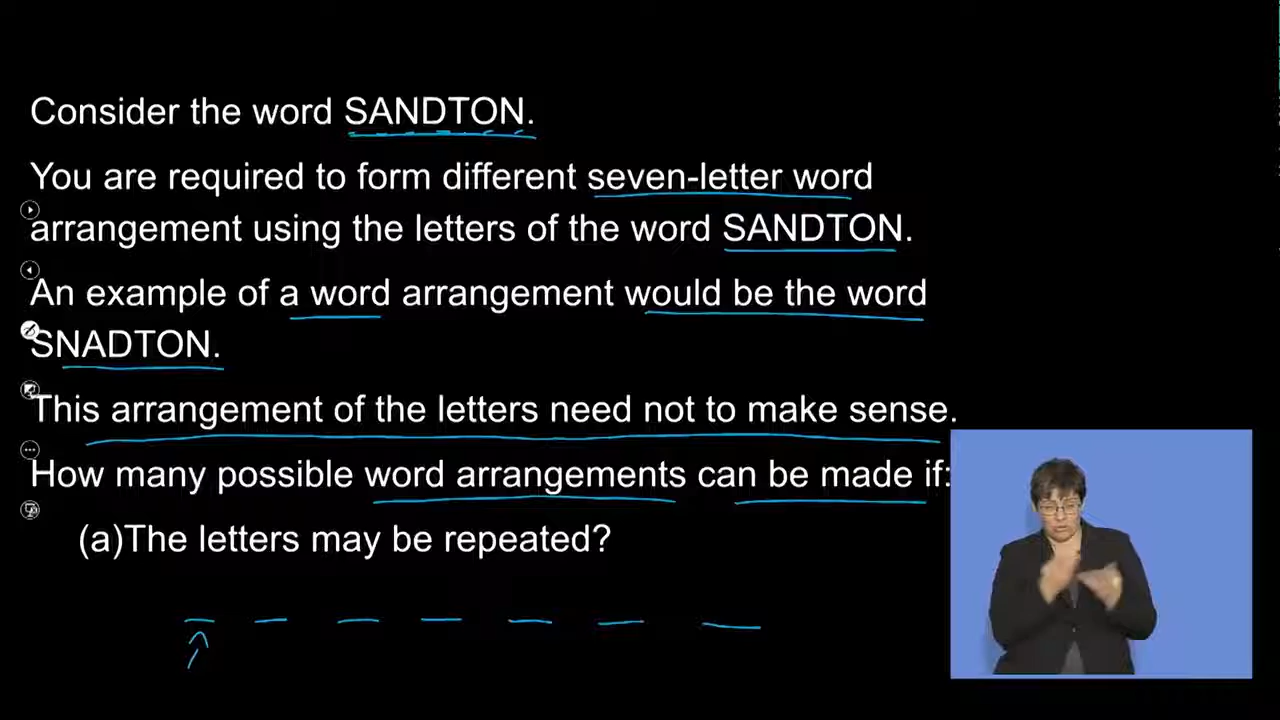 Consider the word SANDTON.
You are required to form different seven-letter word
arrangement using the letters of the word SANDTON.
An example of a word arrangement would be the word
SNADTON.
This arrangement of the letters need not to make sense.
How many possible word arrangements can be made if:
(a)The letters may be repeated?